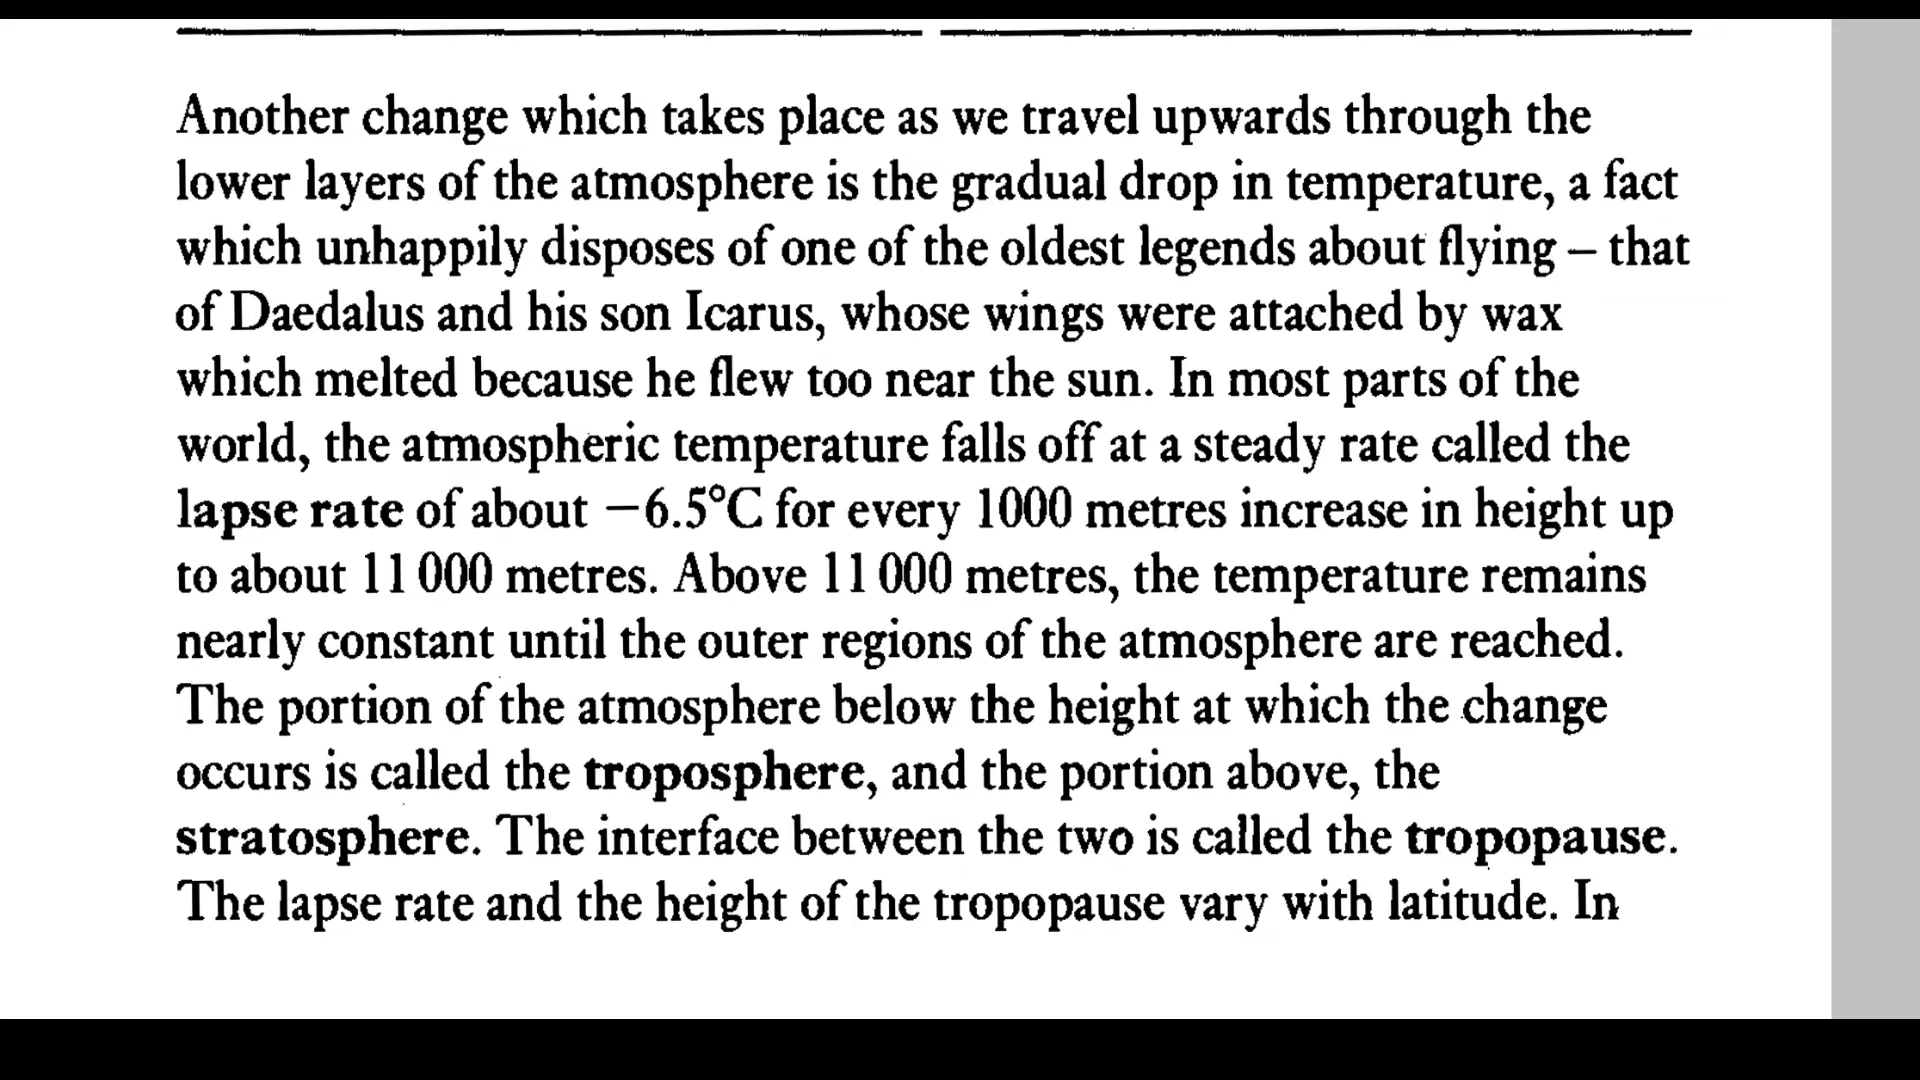 Another change which takes place as we travel upwards through the
lower layers of the atmosphere is the gradual drop in temperature, a fact
which unhappily disposes of one of the oldest legends about flying – that
of Daedalus and his son Icarus, whose wings were attached by wax
which melted because he flew too near the sun. In most parts of the
world, the atmospheric temperature falls off at a steady rate called the
lapse rate of about −6.5°C for every 1000 metres increase in height up
to about 11 000 metres. Above 11 000 metres, the temperature remains
nearly constant until the outer regions of the atmosphere are reached.
The portion of the atmosphere below the height at which the change
occurs is called the troposphere, and the portion above, the
stratosphere. The interface between the two is called the tropopause.
The lapse rate and the height of the tropopause vary with latitude. In